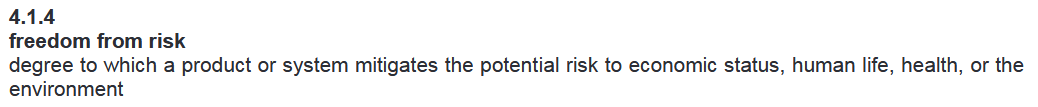 4.1.4
freedom from risk
degree to which a product or system mitigates the potential risk to economic status, human life, health, or the
environment